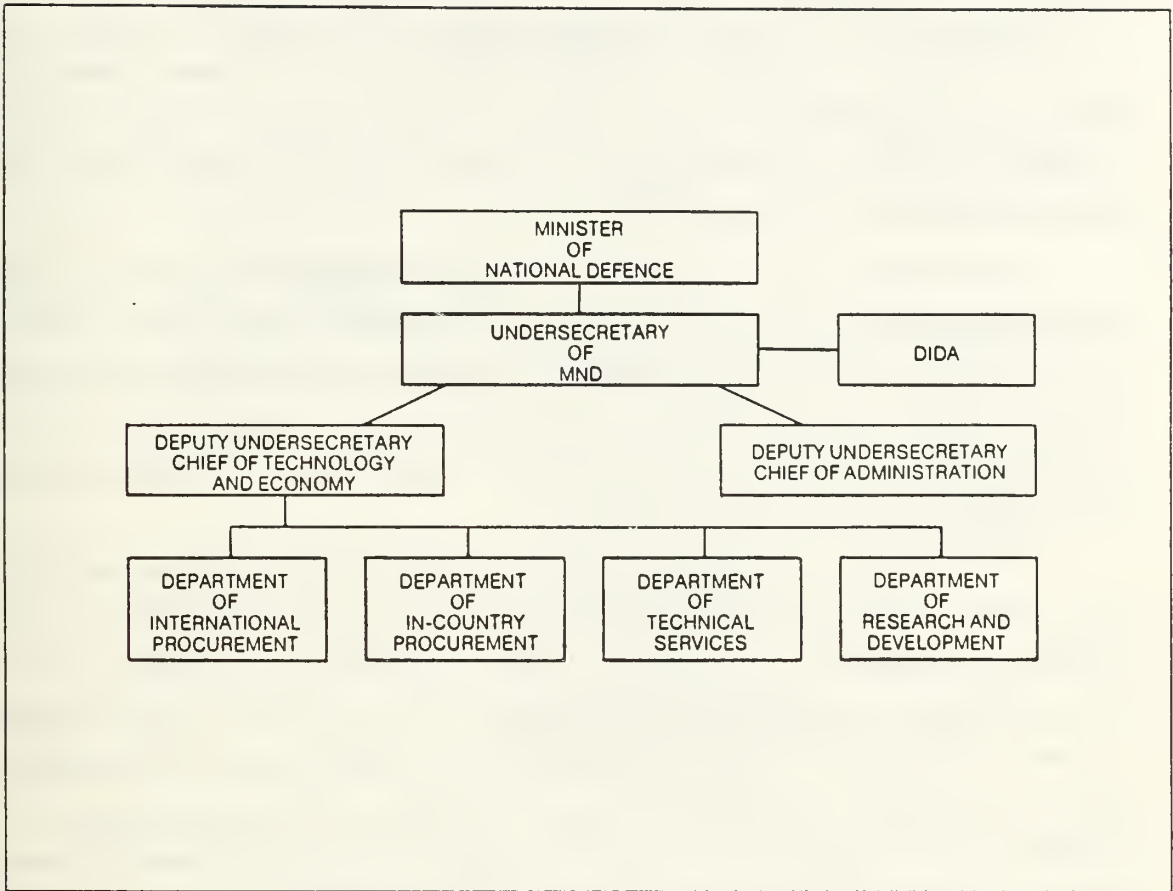 MINISTER
OF
NATIONAL DEFENCE
UNDERSECRETARY
OF
MND
DIDA
DEPUTY UNDERSECRETARY
CHIEF OF TECHNOLOGY
AND ECONOMY
DEPUTY UNDERSECRETARY
CHIEF OF ADMINISTRATION
DEPARTMENT
OF
INTERNATIONAL
PROCUREMENT
DEPARTMENT
OF
IN-COUNTRY
PROCUREMENT
DEPARTMENT
OF
TECHNICAL
SERVICES
DEPARTMENT
OF
RESEARCH AND
DEVELOPMENT